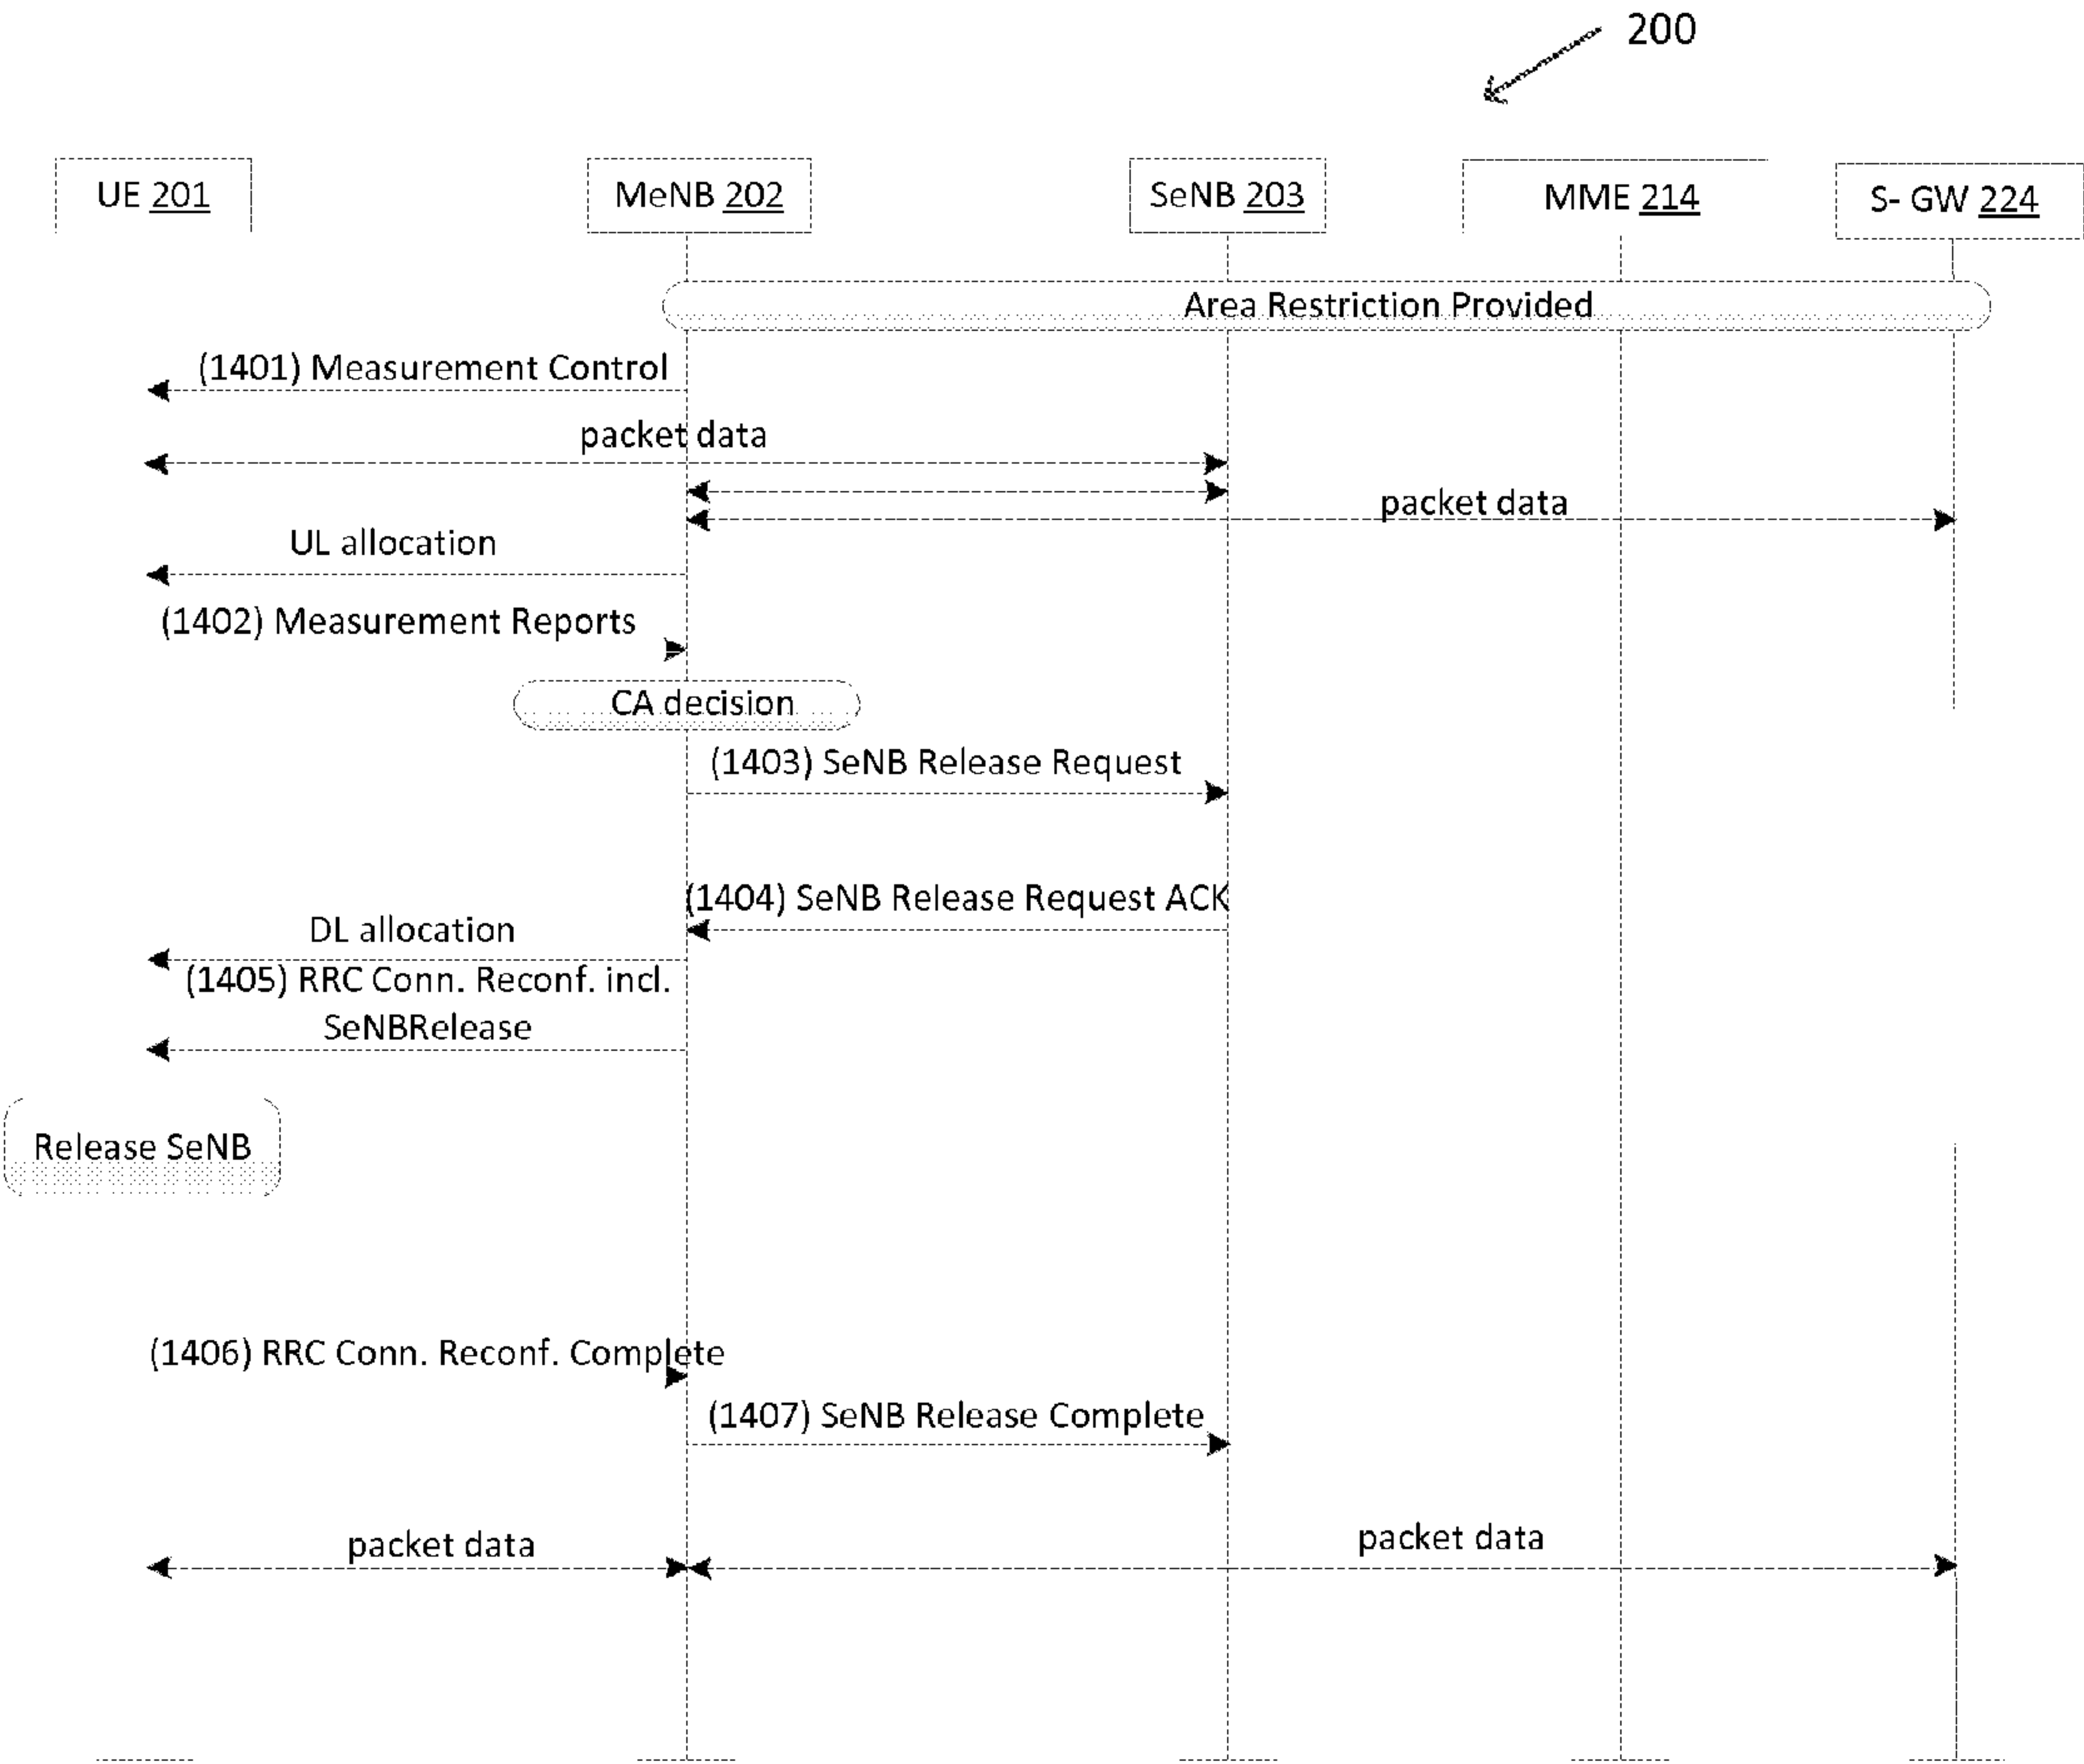 200
UE 201
MeNB 202
SeNB 203
MME 214
S- GW 224
Area Restriction Provided
(1401) Measurement Control
packet data
packet data
UL allocation
(1402) Measurement Reports
CA decision
(1403) SeNB Release Request
(1404) SeNB Release Request ACK
DL allocation
(1405) RRC Conn. Reconf. incl.
SeNBRelease
Release SeNB
(1406) RRC Conn. Reconf. Complete
(1407) SeNB Release Complete
packet data
packet data